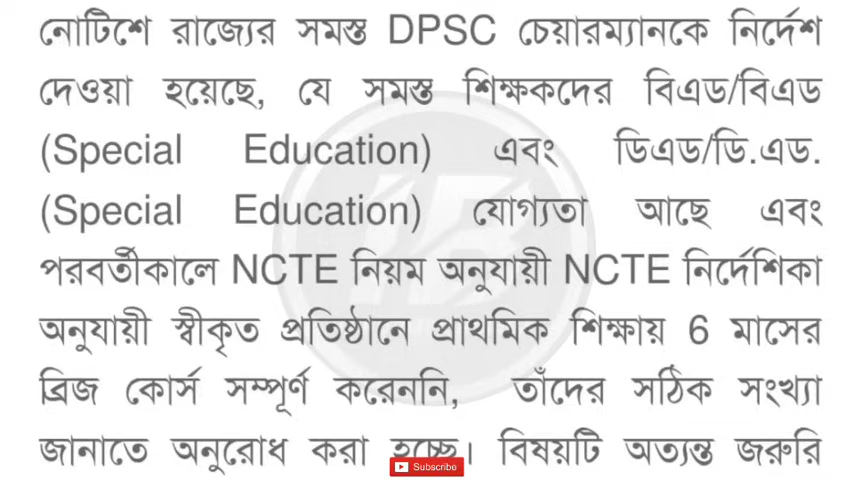 নোটিশে রাজ্যের সমস্ত DPSC চেয়ারম্যানকে নির্দেশ
দেওয়া হয়েছে, যে সমস্ত শিক্ষকদের বিএড/বিএড
(Special Education) এবং ডিএড/ডি.এড.
(Special Education) যোগ্যতা আছে এবং
পরবর্তীকালে NCTE নিয়ম অনুযায়ী NCTE নির্দেশিকা
অনুযায়ী স্বীকৃত প্রতিষ্ঠানে প্রাথমিক শিক্ষায় 6 মাসের
ব্রিজ কোর্স সম্পূর্ণ করেননি, তাঁদের সঠিক সংখ্যা
জানাতে অনুরোধ করা হচ্ছে। বিষয়টি অত্যন্ত জরুরি
Subscribe